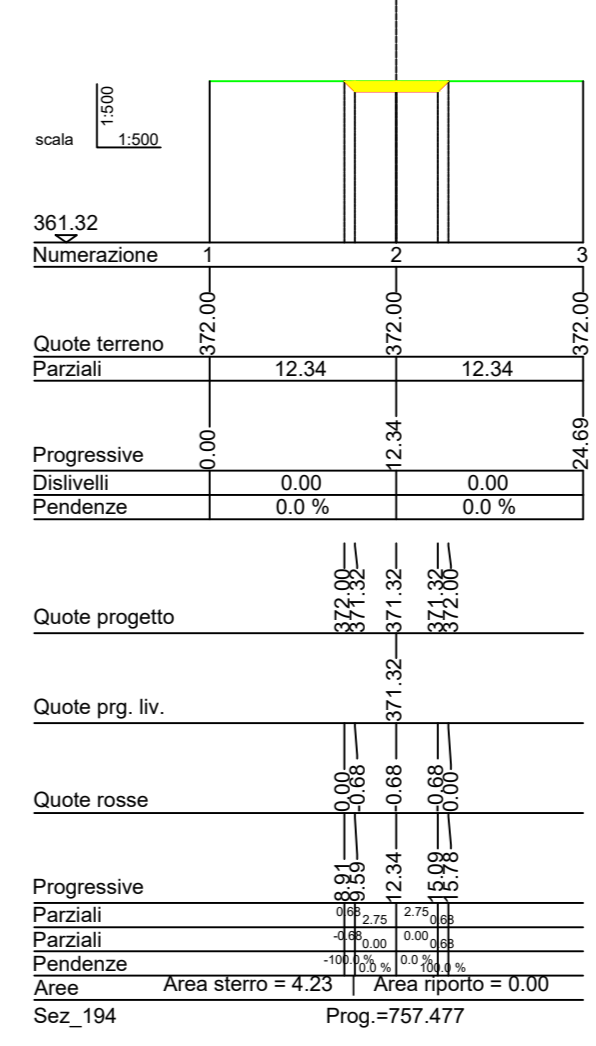 1:500
scala 1:500
361.32
Numerazione 1 2 3
Quote terreno 372.00 372.00 372.00
Parziali 12.34 12.34
Progressive 0.00 12.34 24.69
Dislivelli 0.00 0.00
Pendenze 0.0 % 0.0 %
Quote progetto 372.00 371.32 371.32 371.32 372.00
Quote prg. liv. 371.32
Quote rosse 0.00 -0.68 -0.68 -0.68 0.00
Progressive 8.91 9.59 12.34 15.09 15.78
Parziali 0.68 2.75 2.75 0.68
Parziali -0.68 0.00 0.00 0.68
Pendenze -100.0 % 0.0 % 0.0 % 100.0 %
Aree Area sterro = 4.23 Area riporto = 0.00
Sez_194 Prog.=757.477